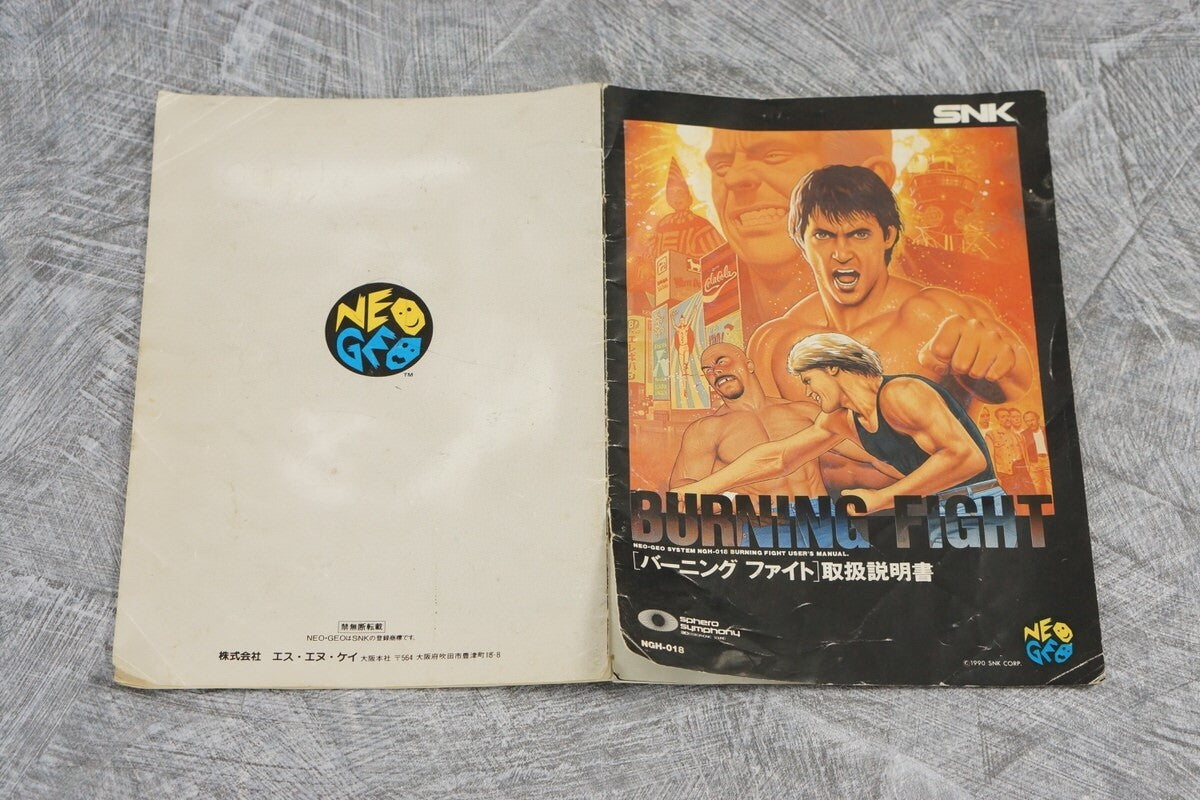 NEO
GEO
TM
禁無断転載
NEO-GEOはSNKの登録商標です。
株式会社 エス・エヌ・ケイ 大阪本社 〒564 大阪府吹田市豊津町18-8
SNK
Coca-Cola
BURNING FIGHT
NEO-GEO SYSTEM NGH-018 BURNING FIGHT USER'S MANUAL.
[バーニング ファイト]取扱説明書
sphero
symphony
NGH-018
NEO
GEO
© 1990 SNK CORP.